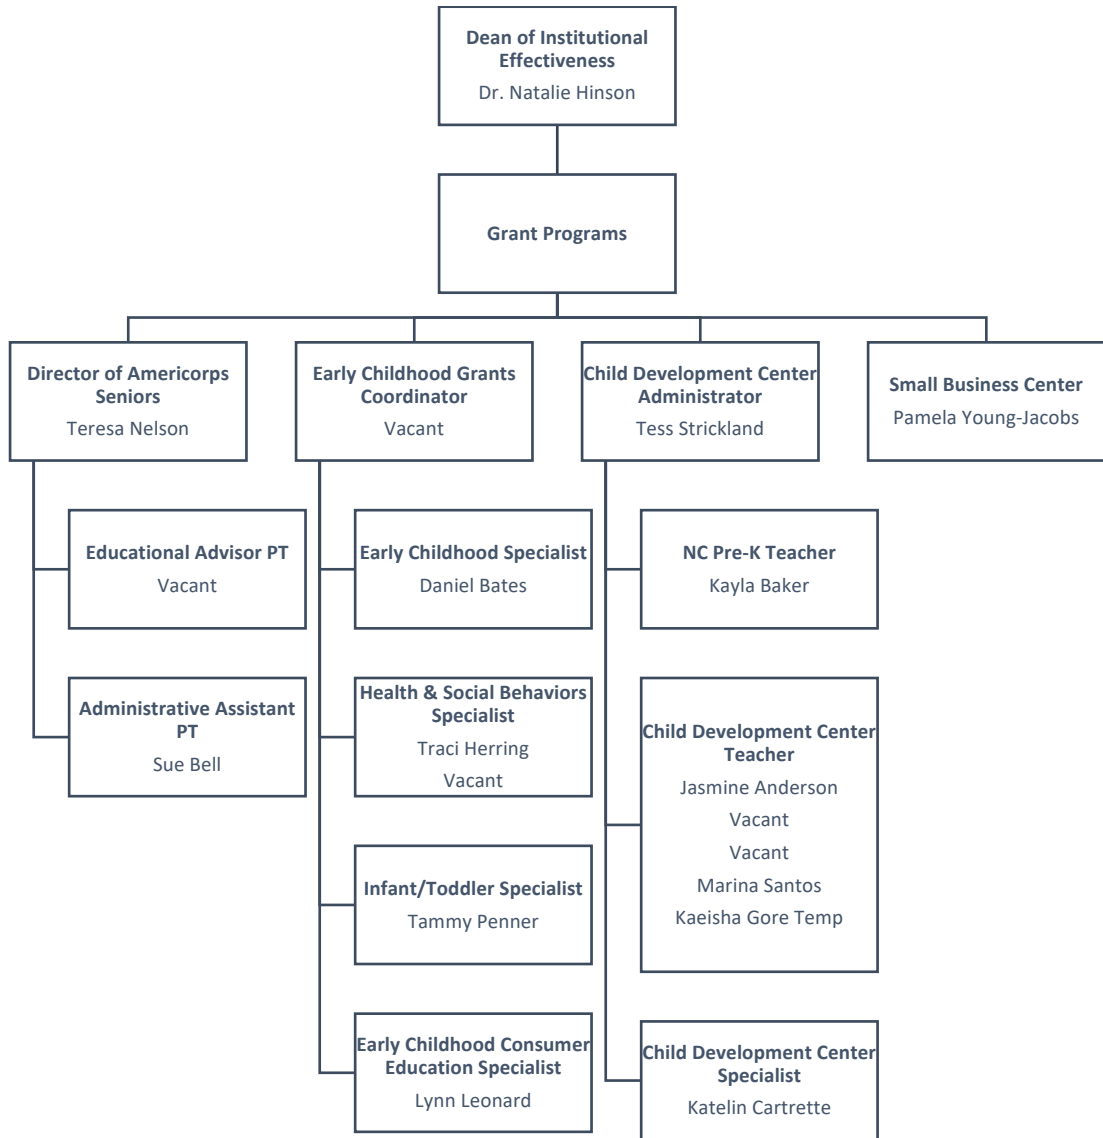 Dean of Institutional
Effectiveness
Dr. Natalie Hinson
Grant Programs
Director of Americorps
Seniors
Teresa Nelson
Early Childhood Grants
Coordinator
Vacant
Child Development Center
Administrator
Tess Strickland
Small Business Center
Pamela Young-Jacobs
Educational Advisor PT
Vacant
Administrative Assistant
PT
Sue Bell
Early Childhood Specialist
Daniel Bates
Health & Social Behaviors
Specialist
Traci Herring
Vacant
Infant/Toddler Specialist
Tammy Penner
Early Childhood Consumer
Education Specialist
Lynn Leonard
NC Pre-K Teacher
Kayla Baker
Child Development Center
Teacher
Jasmine Anderson
Vacant
Vacant
Marina Santos
Kaeisha Gore Temp
Child Development Center
Specialist
Katelin Cartrette